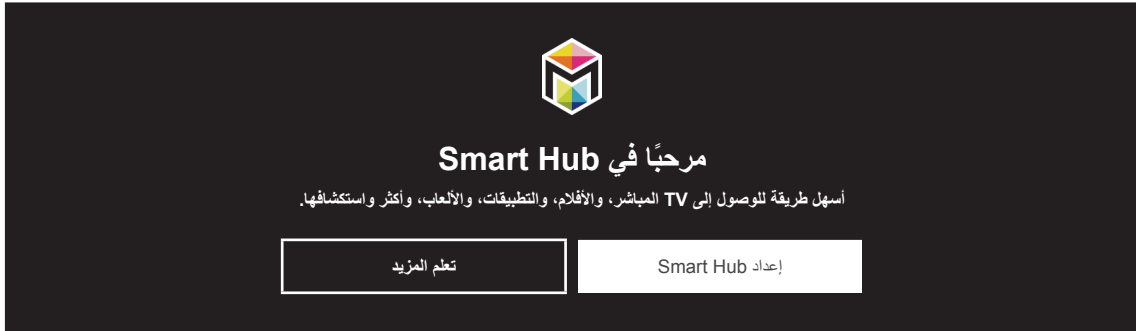 مرحبًا في Smart Hub
أسهل طريقة للوصول إلى TV المباشر، والأفلام، والتطبيقات، والألعاب، وأكثر واستكشافها.
إعداد Smart Hub
تعلم المزيد